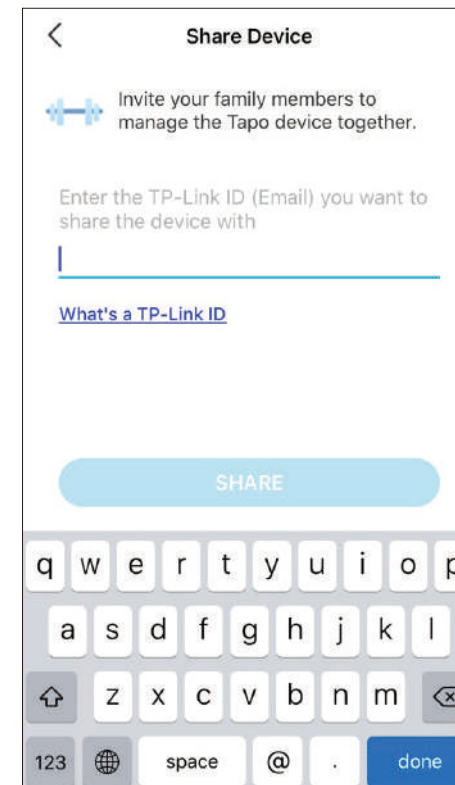 Share Device
Invite your family members to
manage the Tapo device together.
Enter the TP-Link ID (Email) you want to
share the device with
What's a TP-Link ID
SHARE
q w e r t y u i o p
a s d f g h j k l
z x c v b n m
123 space @ . done